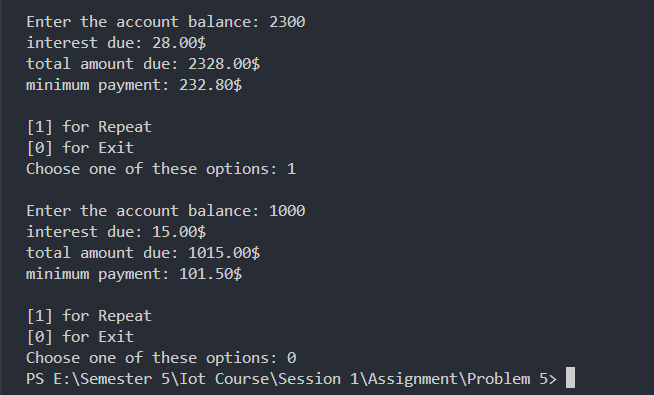 Enter the account balance: 2300
interest due: 28.00$
total amount due: 2328.00$
minimum payment: 232.80$
[1] for Repeat
[0] for Exit
Choose one of these options: 1
Enter the account balance: 1000
interest due: 15.00$
total amount due: 1015.00$
minimum payment: 101.50$
[1] for Repeat
[0] for Exit
Choose one of these options: 0
PS E:\Semester 5\Iot Course\Session 1\Assignment\Problem 5>